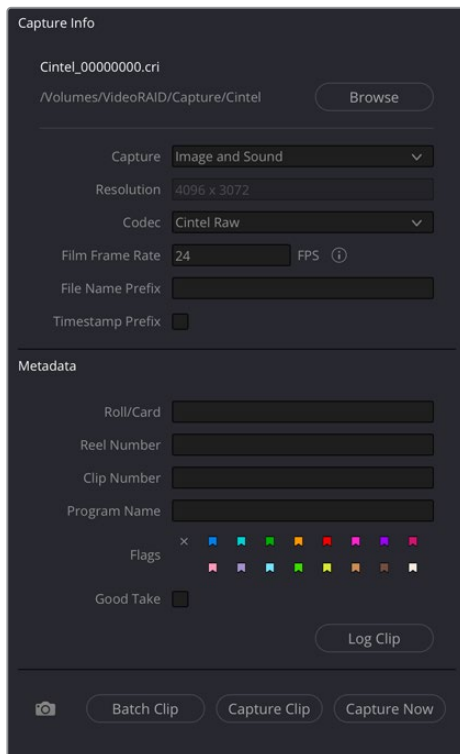 Capture Info
Cintel_00000000.cri
/Volumes/VideoRAID/Capture/Cintel Browse
Capture Image and Sound
Resolution 4096 x 3072
Codec Cintel Raw
Film Frame Rate 24 FPS
File Name Prefix
Timestamp Prefix
Metadata
Roll/Card
Reel Number
Clip Number
Program Name
Flags
Good Take
Log Clip
Batch Clip Capture Clip Capture Now